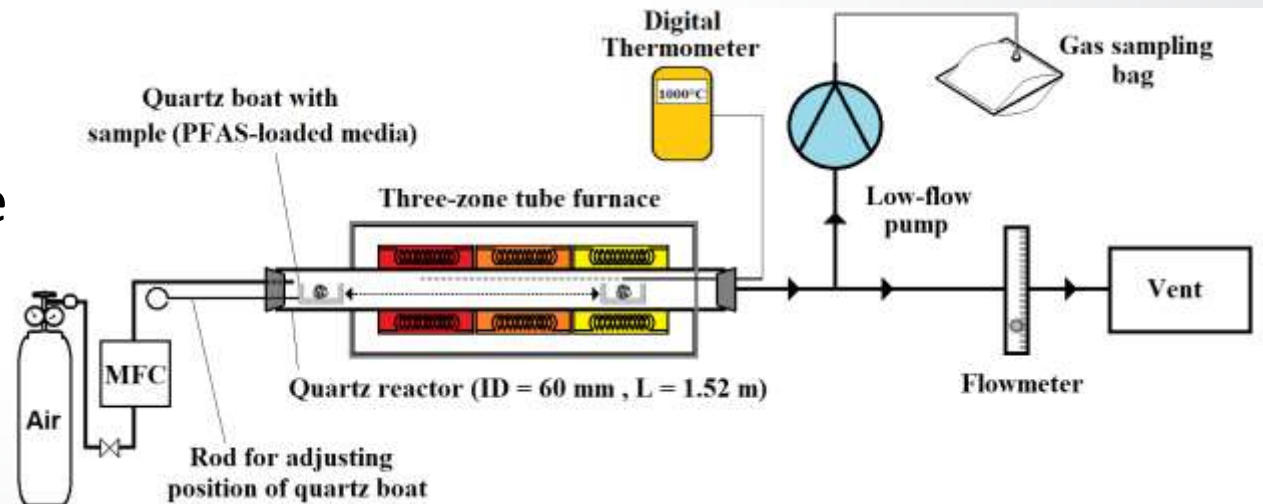 Digital
Thermometer
1000°C
Gas sampling
bag
Quartz boat with
sample (PFAS-loaded media)
e
Three-zone tube furnace
Low-flow
pump
Vent
MFC
Air
Quartz reactor (ID = 60 mm , L = 1.52 m)
Flowmeter
Rod for adjusting
position of quartz boat